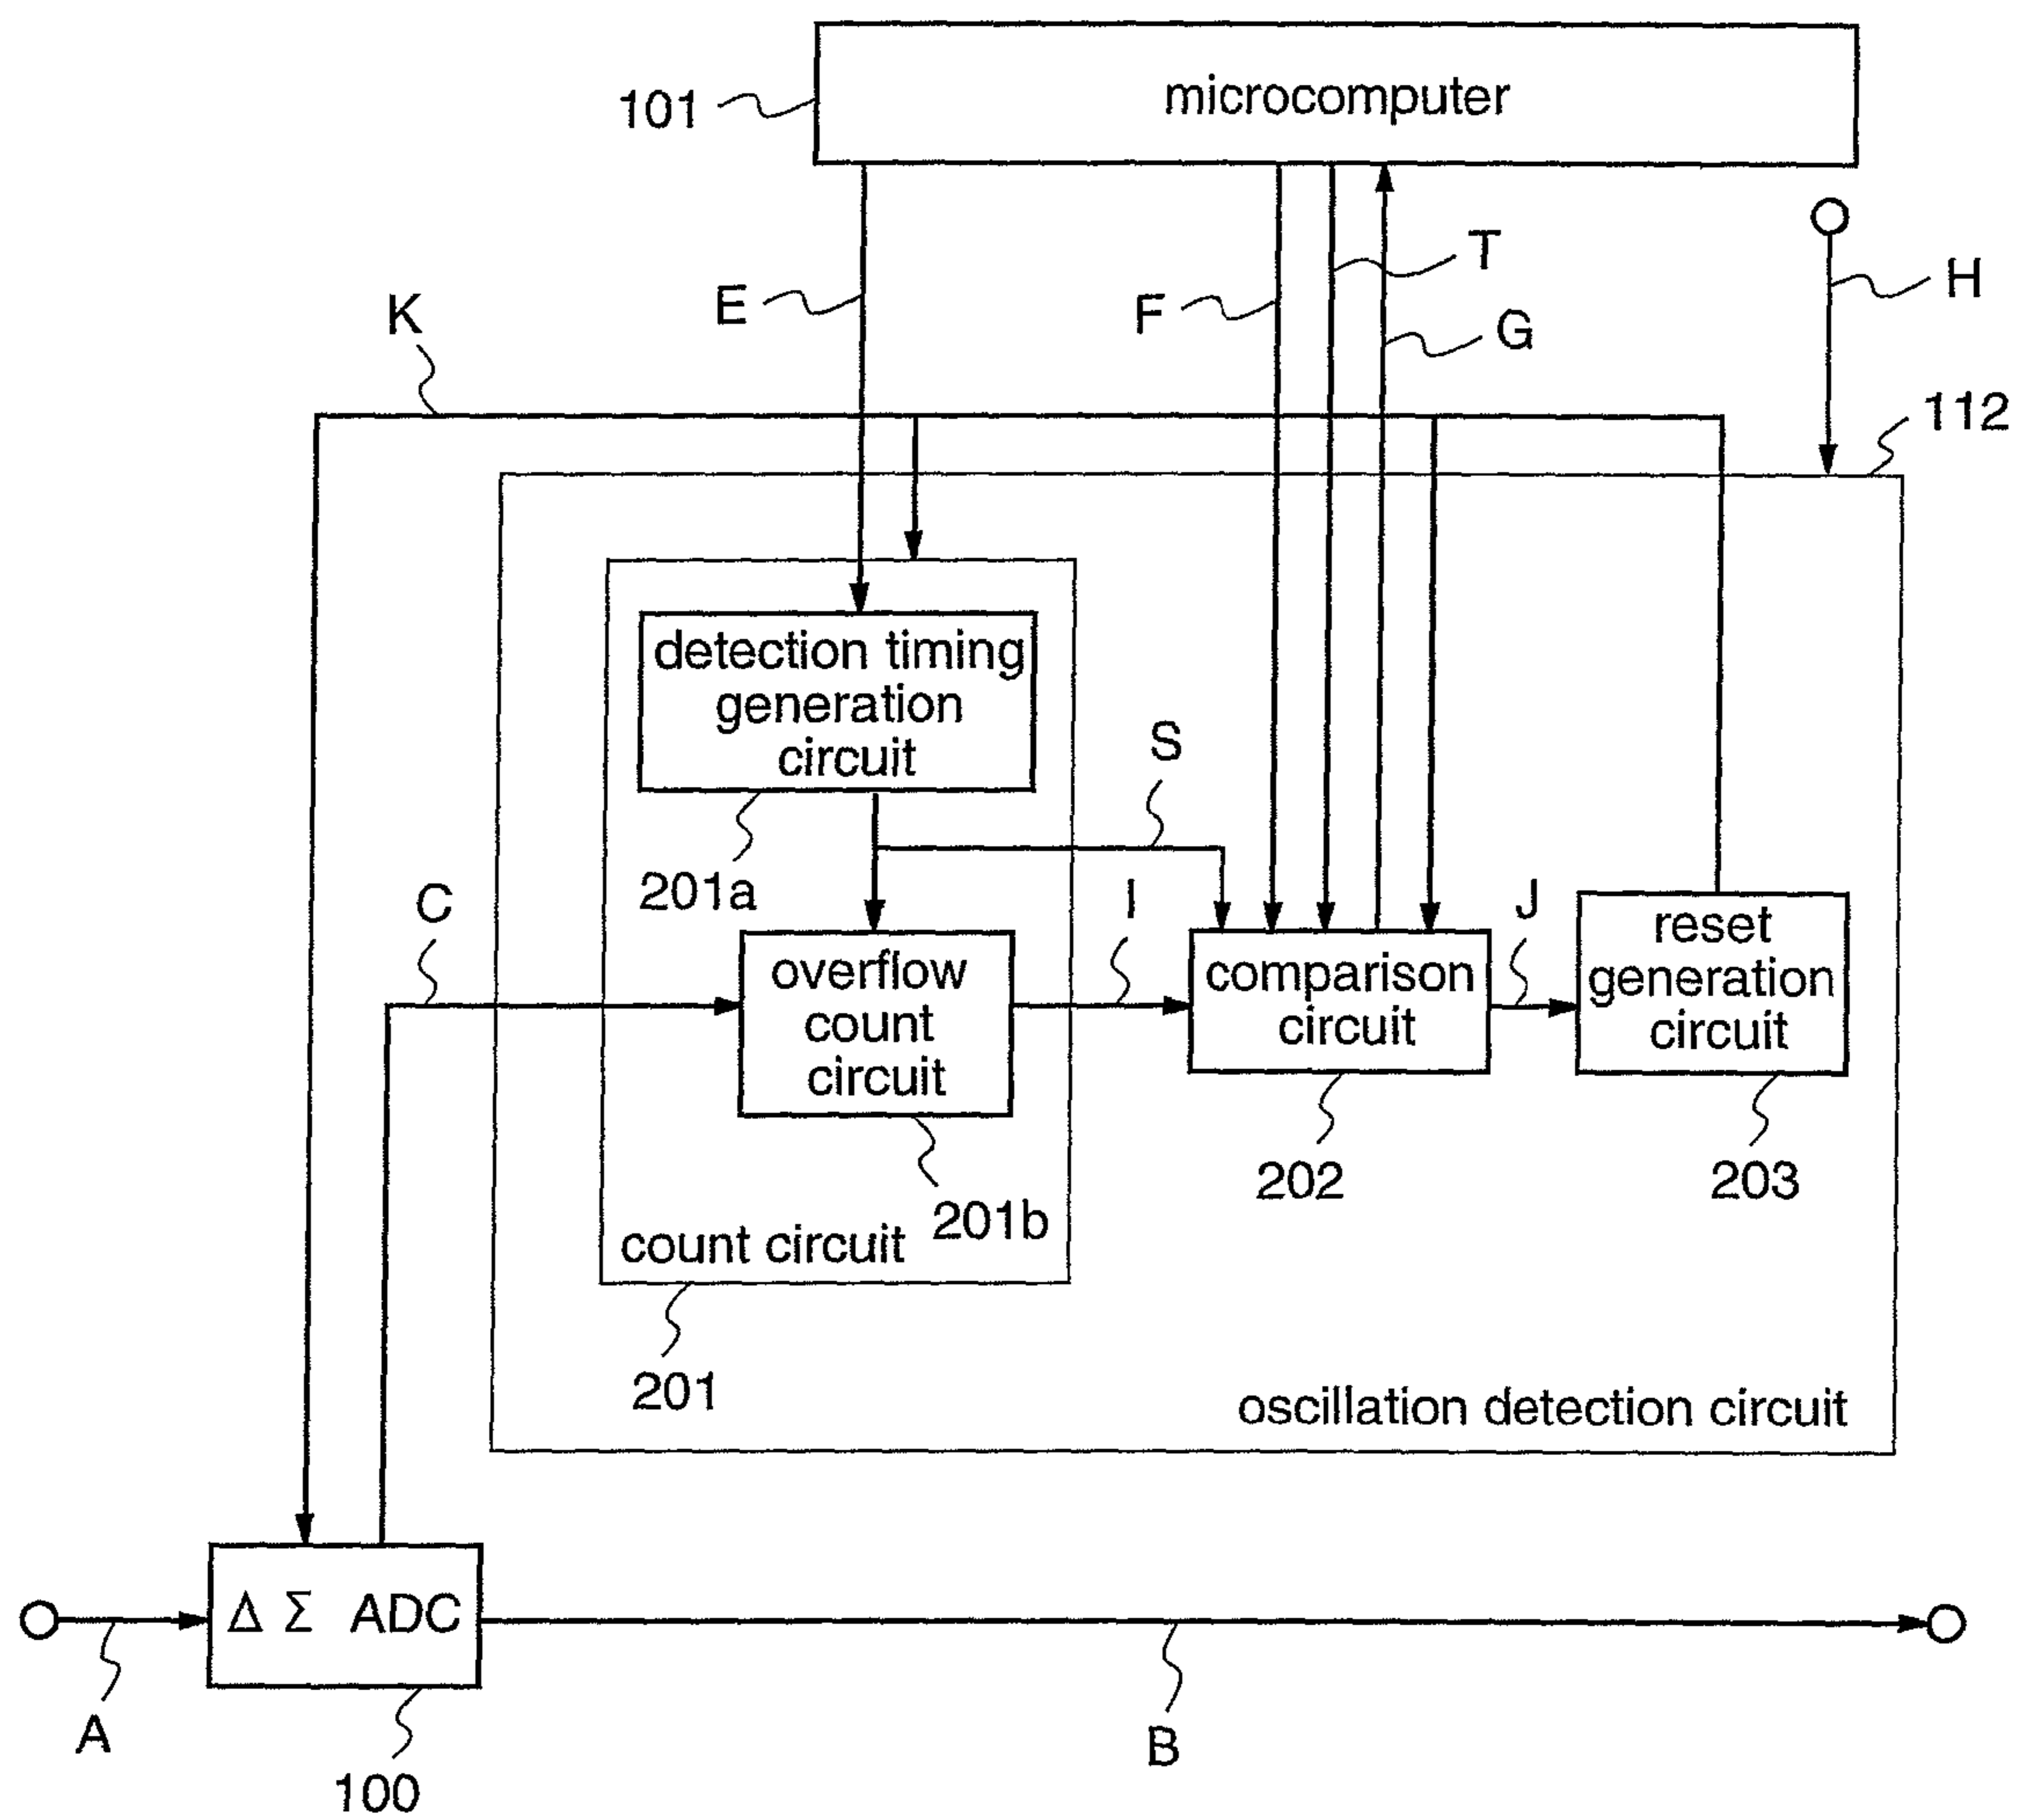 microcomputer
101
T
H
E
F
K
G
112
detection timing
generation
circuit
S
201a
C
I
J
reset
generation
circuit
overflow
count
circuit
comparison
circuit
202
203
201b
count circuit
201
oscillation detection circuit
Δ Σ ADC
A
B
100